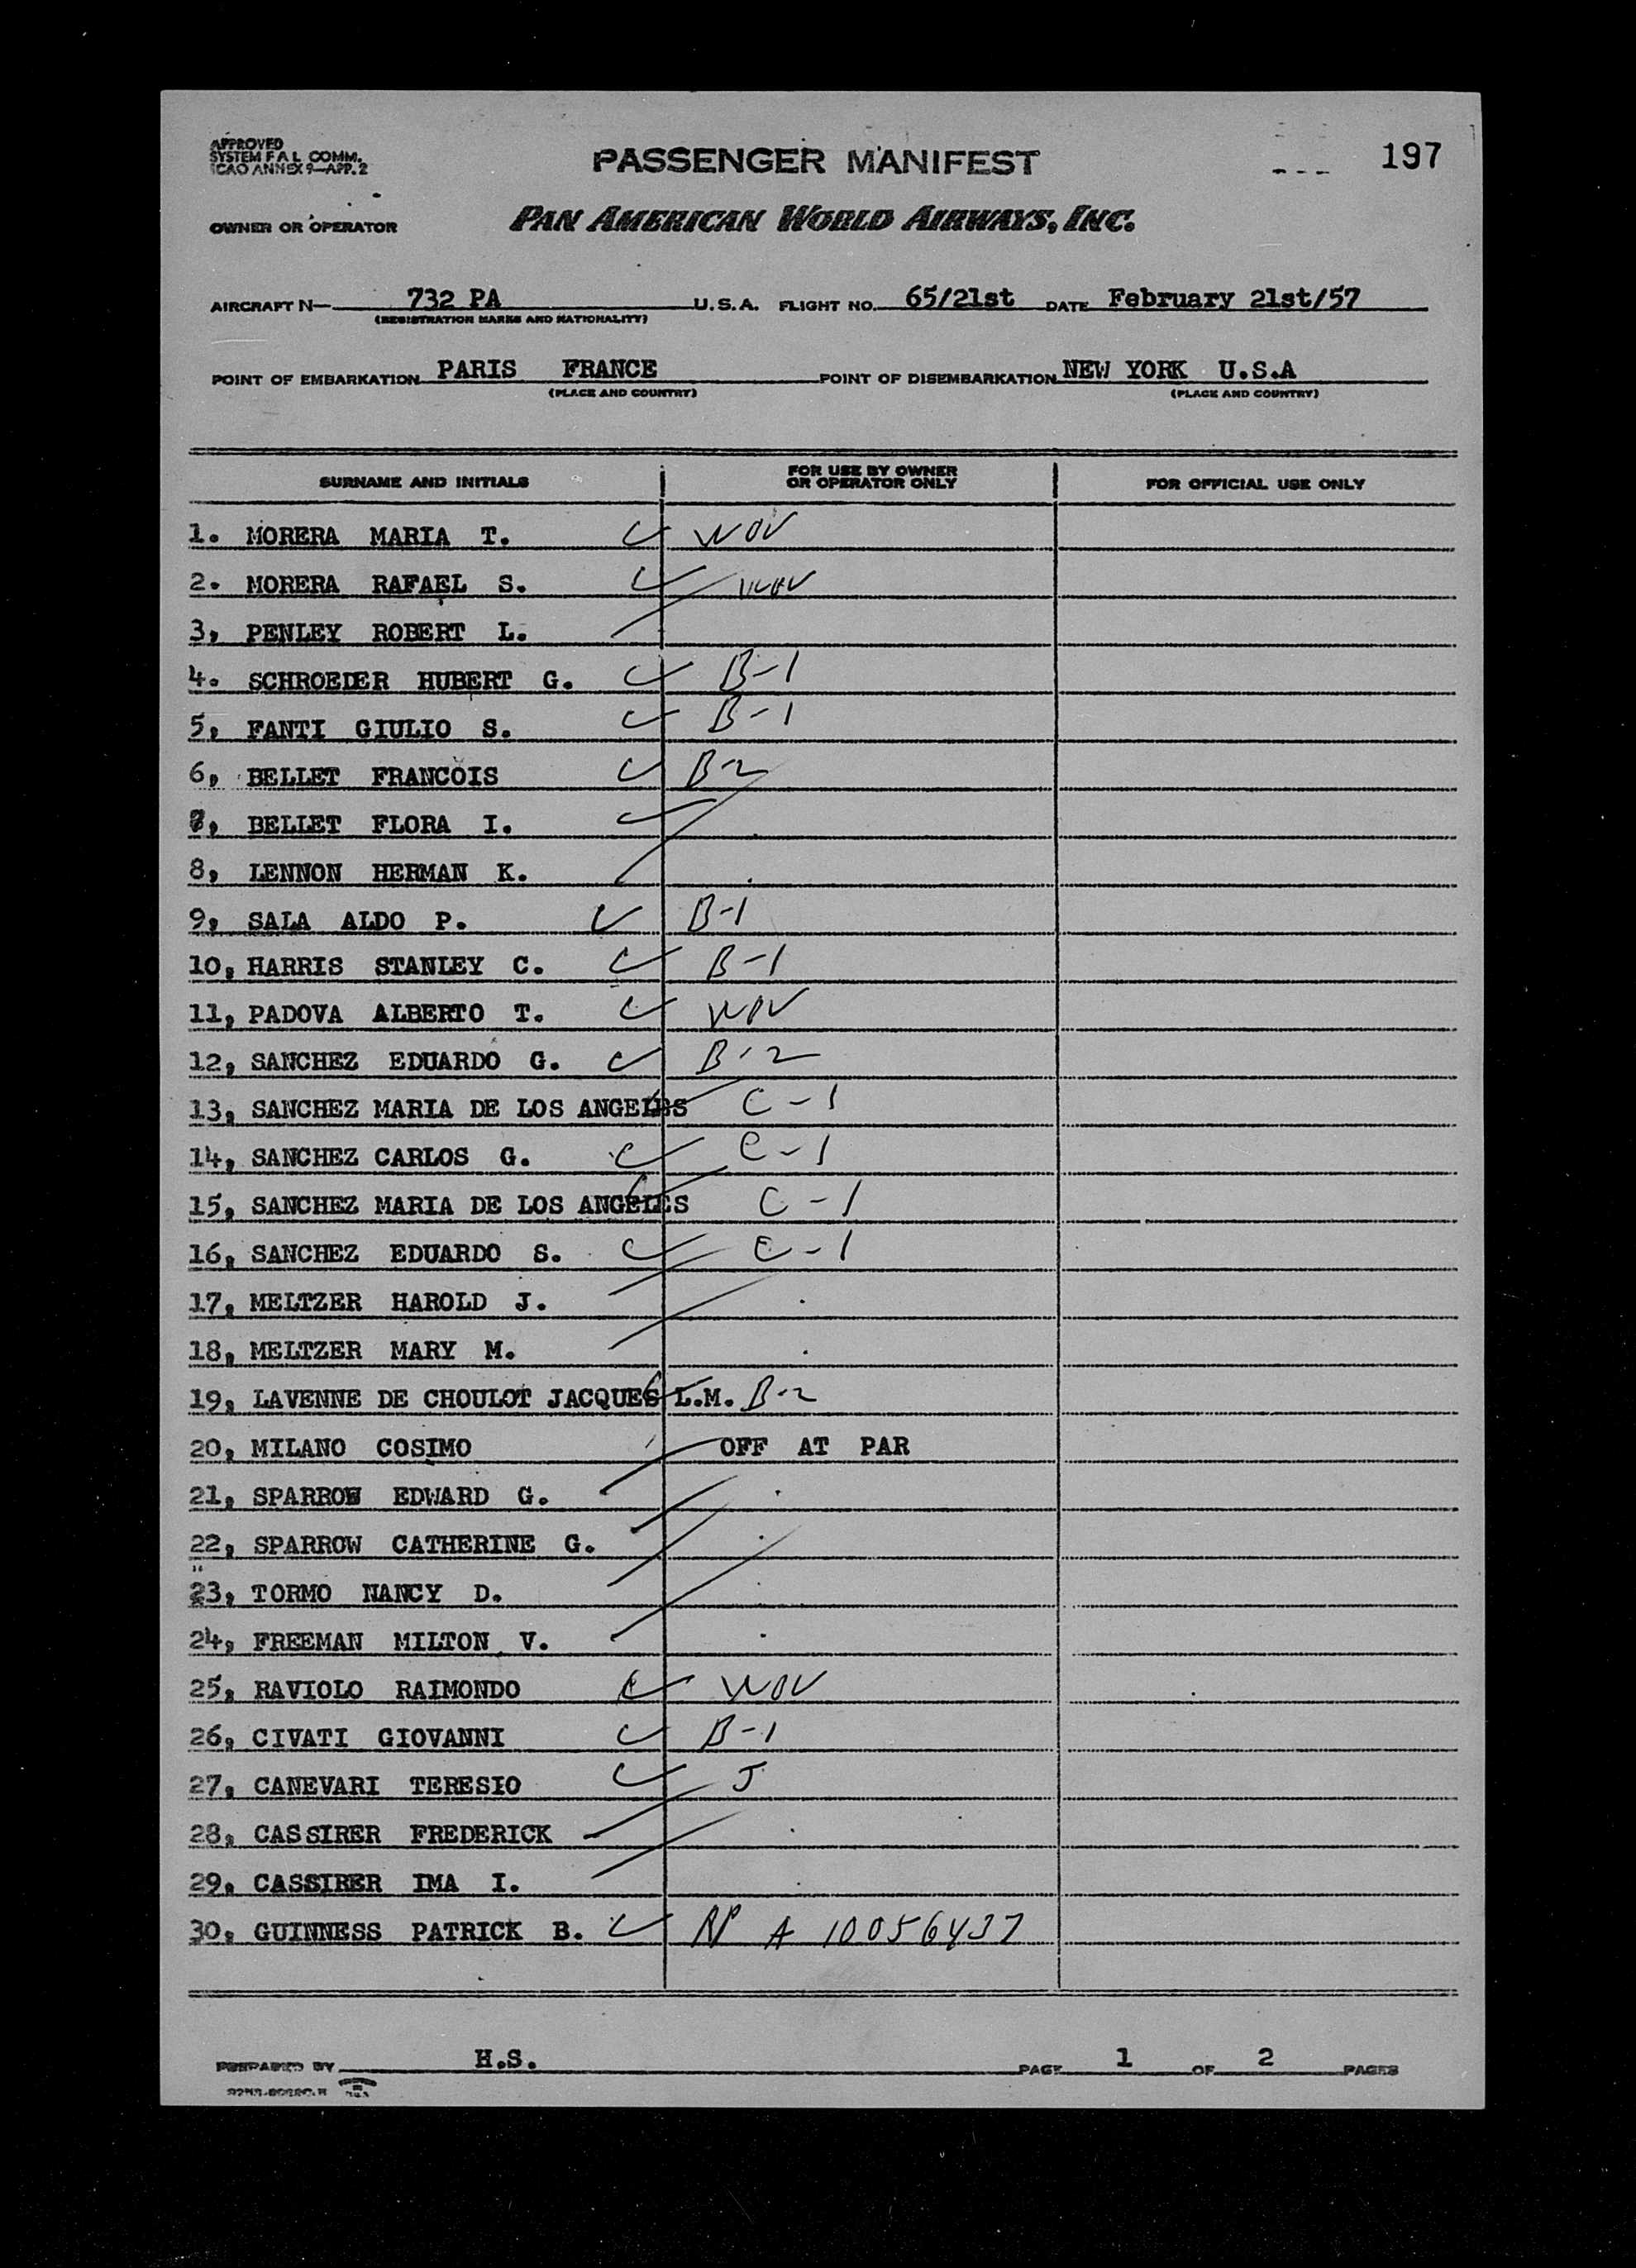 APPROVED
SYSTEM F A L COMM.
ICAO ANNEX 9—APP. 2
PASSENGER MANIFEST
197
OWNER OR OPERATOR
PAN AMERICAN WORLD AIRWAYS, INC.
AIRCRAFT N— 732 PA U.S.A. FLIGHT NO. 65/21st DATE February 21st/57
(REGISTRATION MARKS AND NATIONALITY)
POINT OF EMBARKATION PARIS FRANCE POINT OF DISEMBARKATION NEW YORK U.S.A
(PLACE AND COUNTRY) (PLACE AND COUNTRY)
SURNAME AND INITIALS FOR USE BY OWNER OR OPERATOR ONLY FOR OFFICIAL USE ONLY
1. MORERA MARIA T. WOV
2. MORERA RAFAEL S. WOV
3, PENLEY ROBERT L.
4. SCHROEDER HUBERT G. B-1
5, FANTI GIULIO S. B-1
6, BELLET FRANCOIS B-2
7, BELLET FLORA I.
8, LENNON HERMAN K.
9, SALA ALDO P. B-1
10, HARRIS STANLEY C. B-1
11, PADOVA ALBERTO T. WOV
12, SANCHEZ EDUARDO G. B-2
13, SANCHEZ MARIA DE LOS ANGELES C-1
14, SANCHEZ CARLOS G. C-1
15, SANCHEZ MARIA DE LOS ANGELES C-1
16, SANCHEZ EDUARDO S. C-1
17, MELTZER HAROLD J.
18, MELTZER MARY M.
19, LAVENNE DE CHOULOT JACQUES L.M. B-2
20, MILANO COSIMO OFF AT PAR
21, SPARROW EDWARD G.
22, SPARROW CATHERINE G.
23, TORMO NANCY D.
24, FREEMAN MILTON V.
25, RAVIOLO RAIMONDO WOV
26, CIVATI GIOVANNI B-1
27, CANEVARI TERESIO J
28, CASSIRER FREDERICK
29, CASSIRER IMA I.
30, GUINNESS PATRICK B. RP A 10056437
PREPARED BY H.S. PAGE 1 OF 2 PAGES